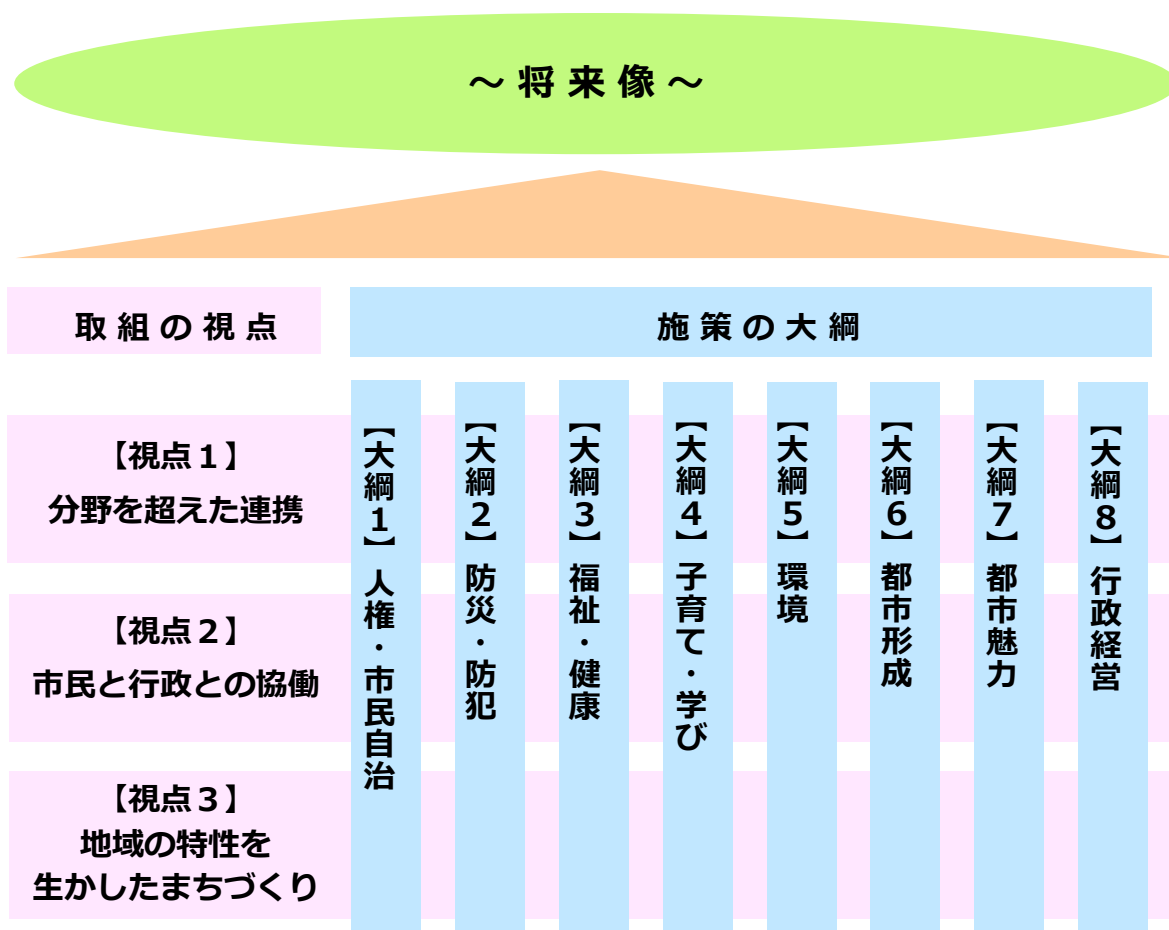 ～ 将 来 像 ～
取 組 の 視 点
施 策 の 大 綱
【視点１】
分野を超えた連携
【視点２】
市民と行政との協働
【視点３】
地域の特性を
生かしたまちづくり
【大綱１】人権・市民自治
【大綱２】防災・防犯
【大綱３】福祉・健康
【大綱４】子育て・学び
【大綱５】環境
【大綱６】都市形成
【大綱７】都市魅力
【大綱８】行政経営